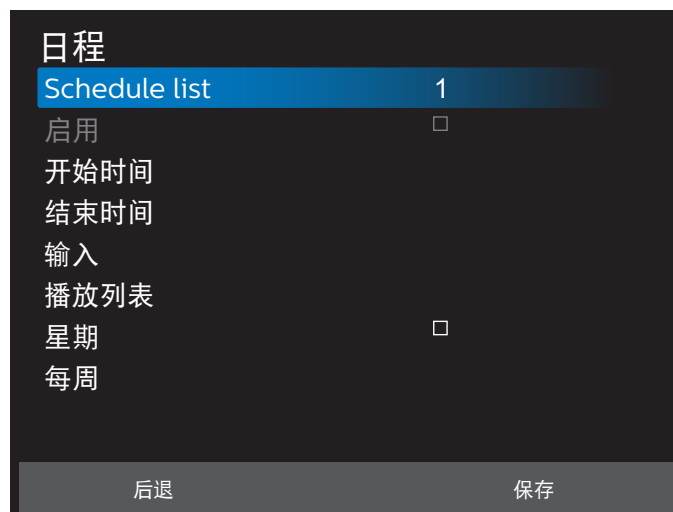 日程
Schedule list 1
启用 □
开始时间
结束时间
输入
播放列表
星期 □
每周
后退 保存